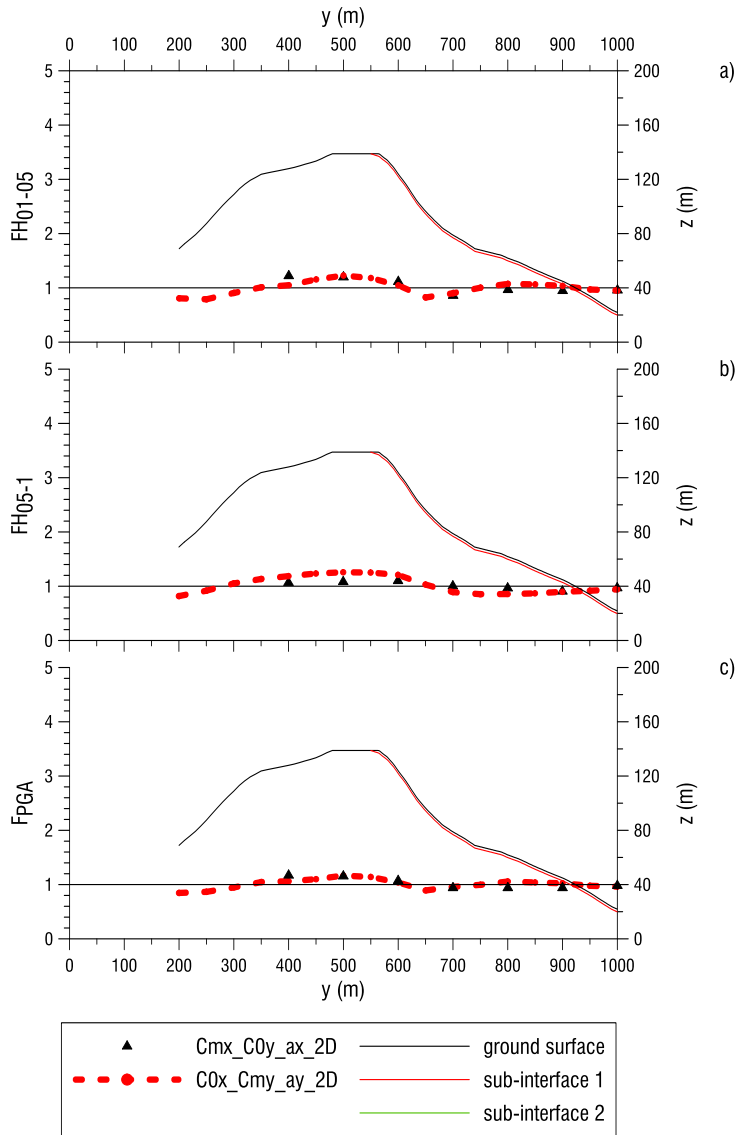 y (m)
0 100 200 300 400 500 600 700 800 900 1000
a)
5 4 3 2 1 0
FH01-05
200 160 120 80 40 0
z (m)
b)
5 4 3 2 1 0
FH05-1
200 160 120 80 40 0
z (m)
c)
5 4 3 2 1 0
FPGA
200 160 120 80 40 0
z (m)
0 100 200 300 400 500 600 700 800 900 1000
y (m)
Cmx_C0y_ax_2D ground surface
C0x_Cmy_ay_2D sub-interface 1
sub-interface 2